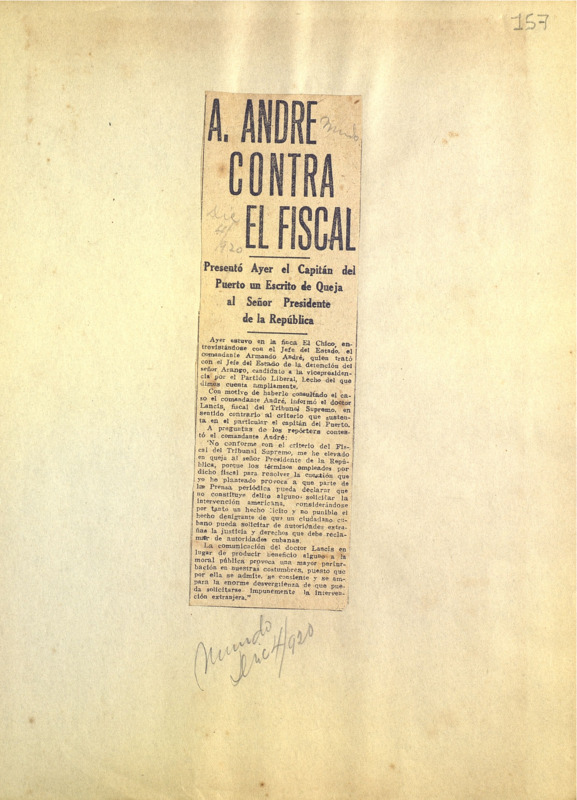 157
A. ANDRE
CONTRA
EL FISCAL
Mundo
Dic
4/
920
Presentó Ayer el Capitán del
Puerto un Escrito de Queja
al Señor Presidente
de la República
Ayer estuvo en la finca El Chico, en-
trevistándose con el Jefe del Estado, el
comandante Armando André, quien trató
con el Jefe del Estado de la detención del
señor Arango, candidato a la vicepresiden-
cia por el Partido Liberal, hecho del que
dimos cuenta ampliamente.
Con motivo de haberle consultado el ca-
so el comandante André, informó el doctor
Lancís, fiscal del Tribunal Supremo, en
sentido contrario al criterio que susten-
ta en el particular el capitán del Puerto.
A preguntas de los repórters contes-
tó el comandante André:
"No conforme con el criterio del Fis-
cal del Tribunal Supremo, me he elevado
en queja al señor Presidente de la Repú-
blica, porque los términos empleados por
dicho fiscal para resolver la cuestión que
yo he planteado provoca a que parte de
la Prensa periódica pueda declarar que
no constituye delito alguno solicitar la
intervención americana, considerándose
por tanto un hecho lícito y no punible el
hecho denigrante de que un ciudadano cu-
bano pueda solicitar de autoridades extra-
ñas la justicia y derechos que debe recla-
mar de autoridades cubanas.
La comunicación del doctor Lancís en
lugar de producir beneficio alguno a la
moral pública provoca una mayor pertur-
bación en nuestras costumbres, puesto que
por ella se admite, se consiente y se am-
para la enorme desvergüenza de que pue-
da solicitarse impunemente la interven-
ción extranjera."
Mundo
Dic 4/920